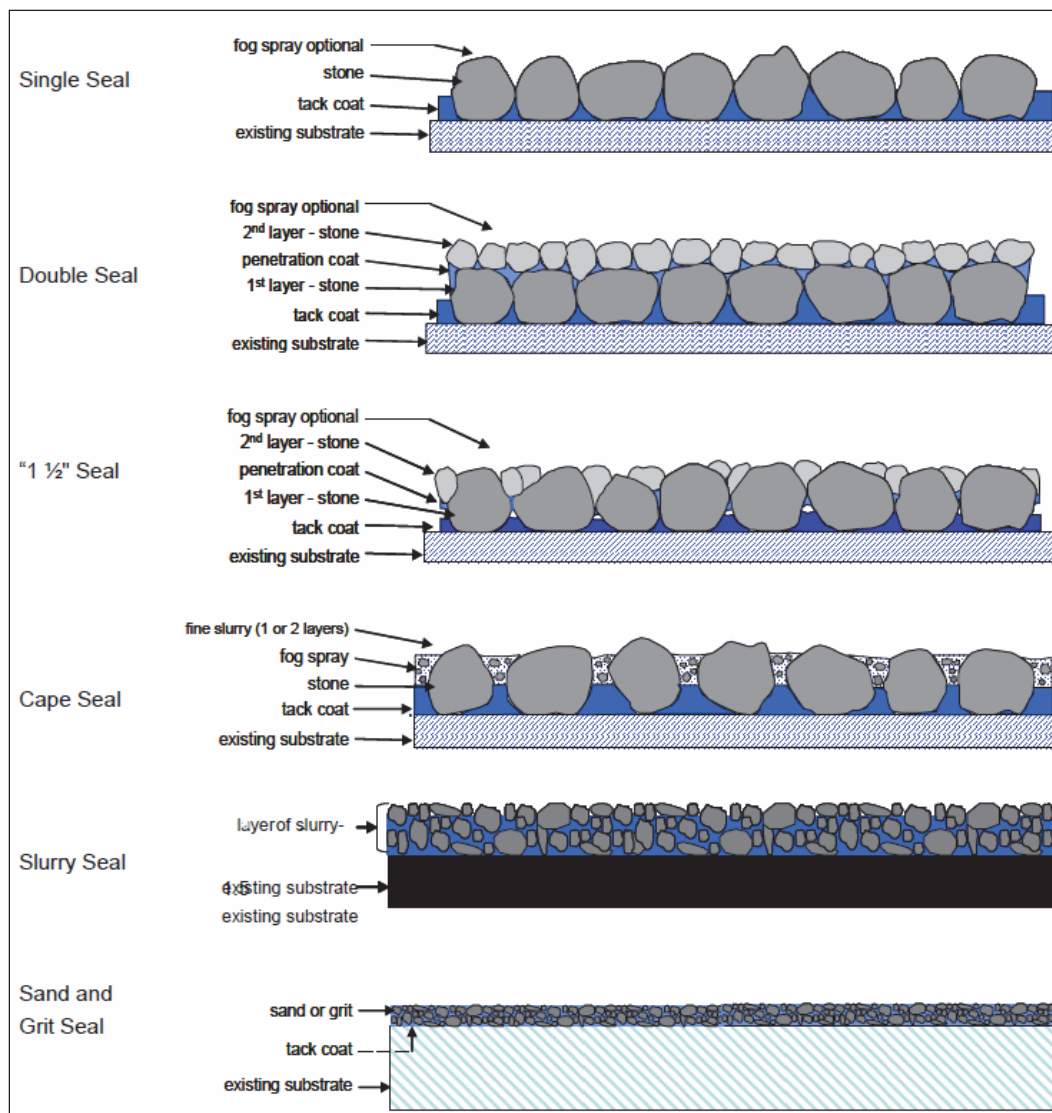 Single Seal
fog spray optional
stone
tack coat
existing substrate
Double Seal
fog spray optional
2nd layer - stone
penetration coat
1st layer - stone
tack coat
existing substrate
“1 ½" Seal
fog spray optional
2nd layer - stone
penetration coat
1st layer - stone
tack coat
existing substrate
Cape Seal
fine slurry (1 or 2 layers)
fog spray
stone
tack coat
existing substrate
Slurry Seal
layerof slurry-
existing substrate
1.5
existing substrate
Sand and
Grit Seal
sand or grit
tack coat
existing substrate